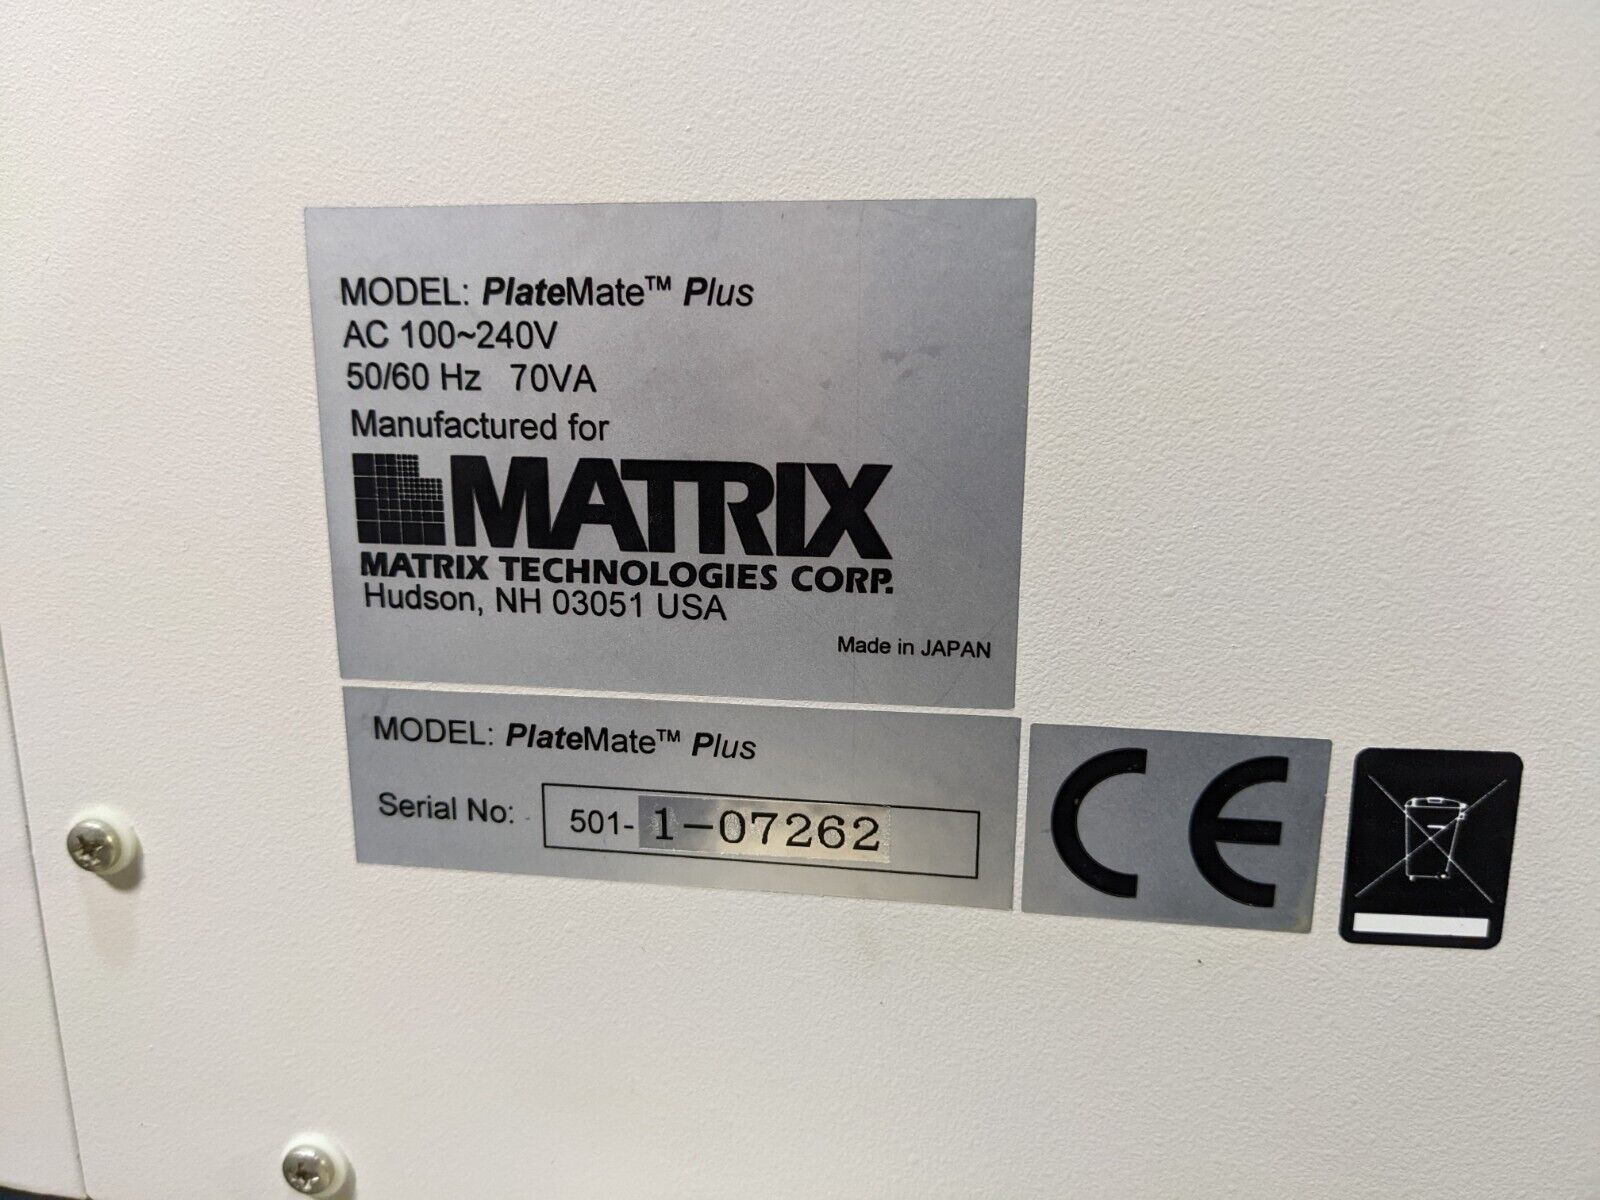 MODEL: PlateMate™ Plus
AC 100~240V
50/60 Hz 70VA
Manufactured for
MATRIX
MATRIX TECHNOLOGIES CORP.
Hudson, NH 03051 USA
Made in JAPAN
MODEL: PlateMate™ Plus
Serial No: 501-1-07262
CE